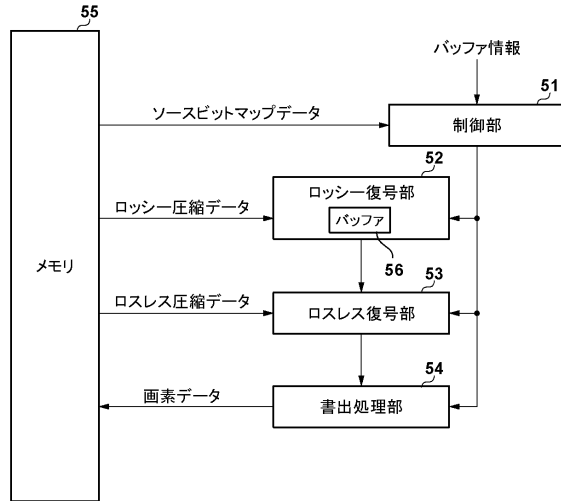 55
バッファ情報
51
ソースビットマップデータ
制御部
52
ロッシー復号部
ロッシー圧縮データ
バッファ
56
メモリ
53
ロスレス圧縮データ
ロスレス復号部
54
画素データ
書出処理部